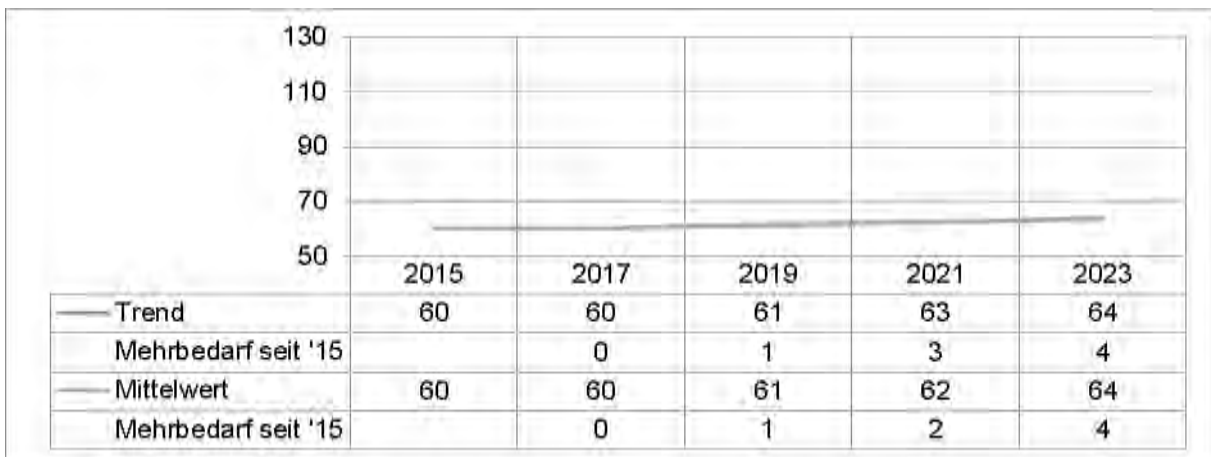 130
110
90
70
50
2015 2017 2019 2021 2023
Trend 60 60 61 63 64
Mehrbedarf seit '15 0 1 3 4
Mittelwert 60 60 61 62 64
Mehrbedarf seit '15 0 1 2 4